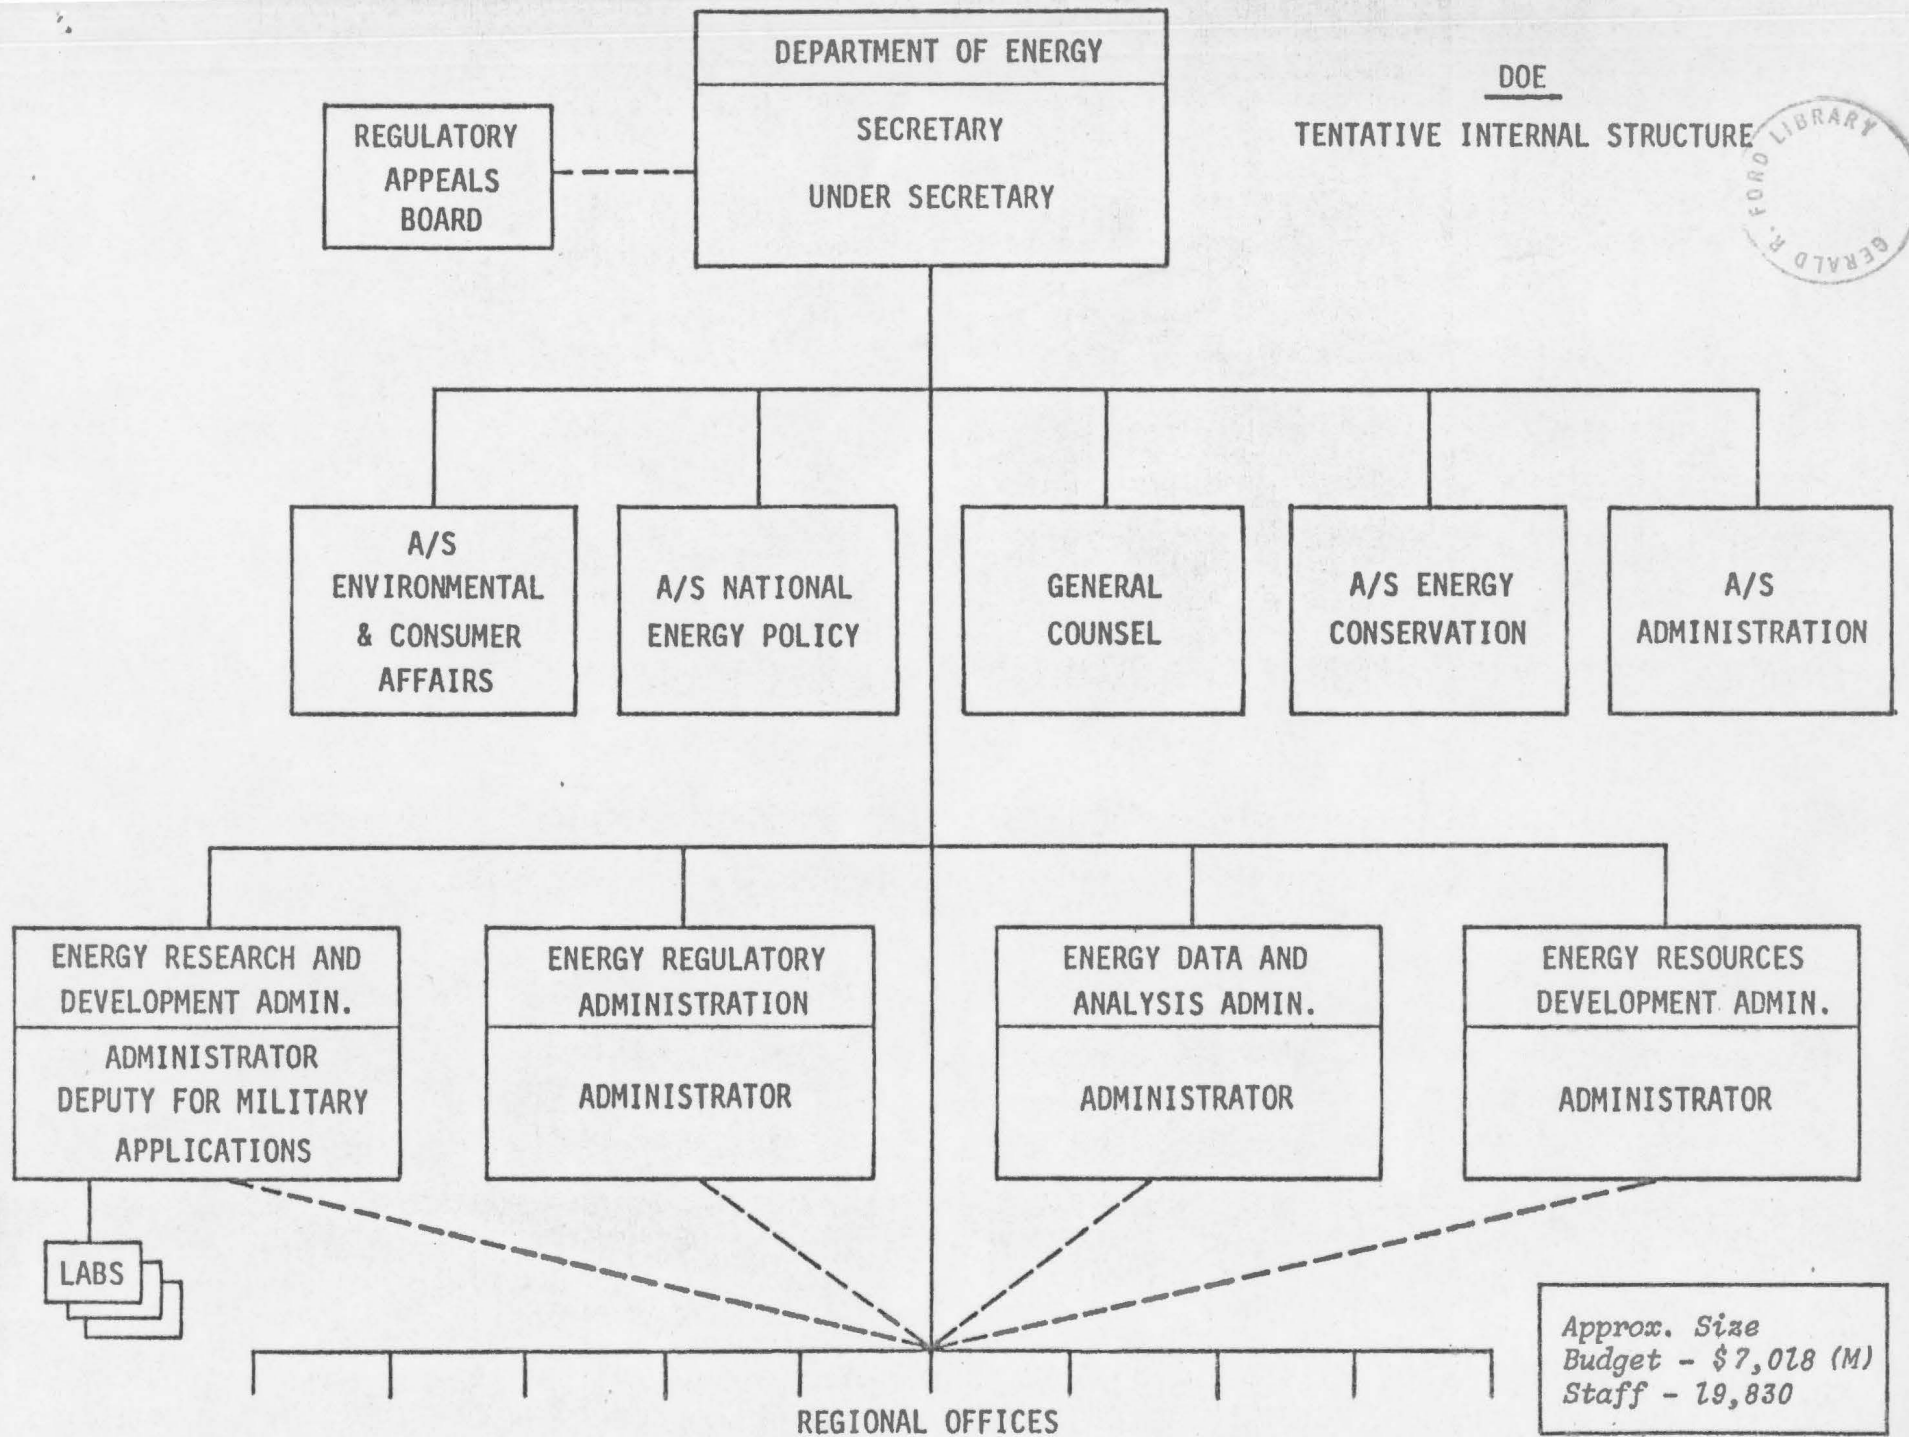 DEPARTMENT OF ENERGY
SECRETARY
UNDER SECRETARY
REGULATORY
APPEALS
BOARD
DOE
TENTATIVE INTERNAL STRUCTURE
GERALD R. FORD LIBRARY
A/S
ENVIRONMENTAL
& CONSUMER
AFFAIRS
A/S NATIONAL
ENERGY POLICY
GENERAL
COUNSEL
A/S ENERGY
CONSERVATION
A/S
ADMINISTRATION
ENERGY RESEARCH AND
DEVELOPMENT ADMIN.
ADMINISTRATOR
DEPUTY FOR MILITARY
APPLICATIONS
ENERGY REGULATORY
ADMINISTRATION
ADMINISTRATOR
ENERGY DATA AND
ANALYSIS ADMIN.
ADMINISTRATOR
ENERGY RESOURCES
DEVELOPMENT ADMIN.
ADMINISTRATOR
LABS
REGIONAL OFFICES
Approx. Size
Budget - $7,018 (M)
Staff - 19,830